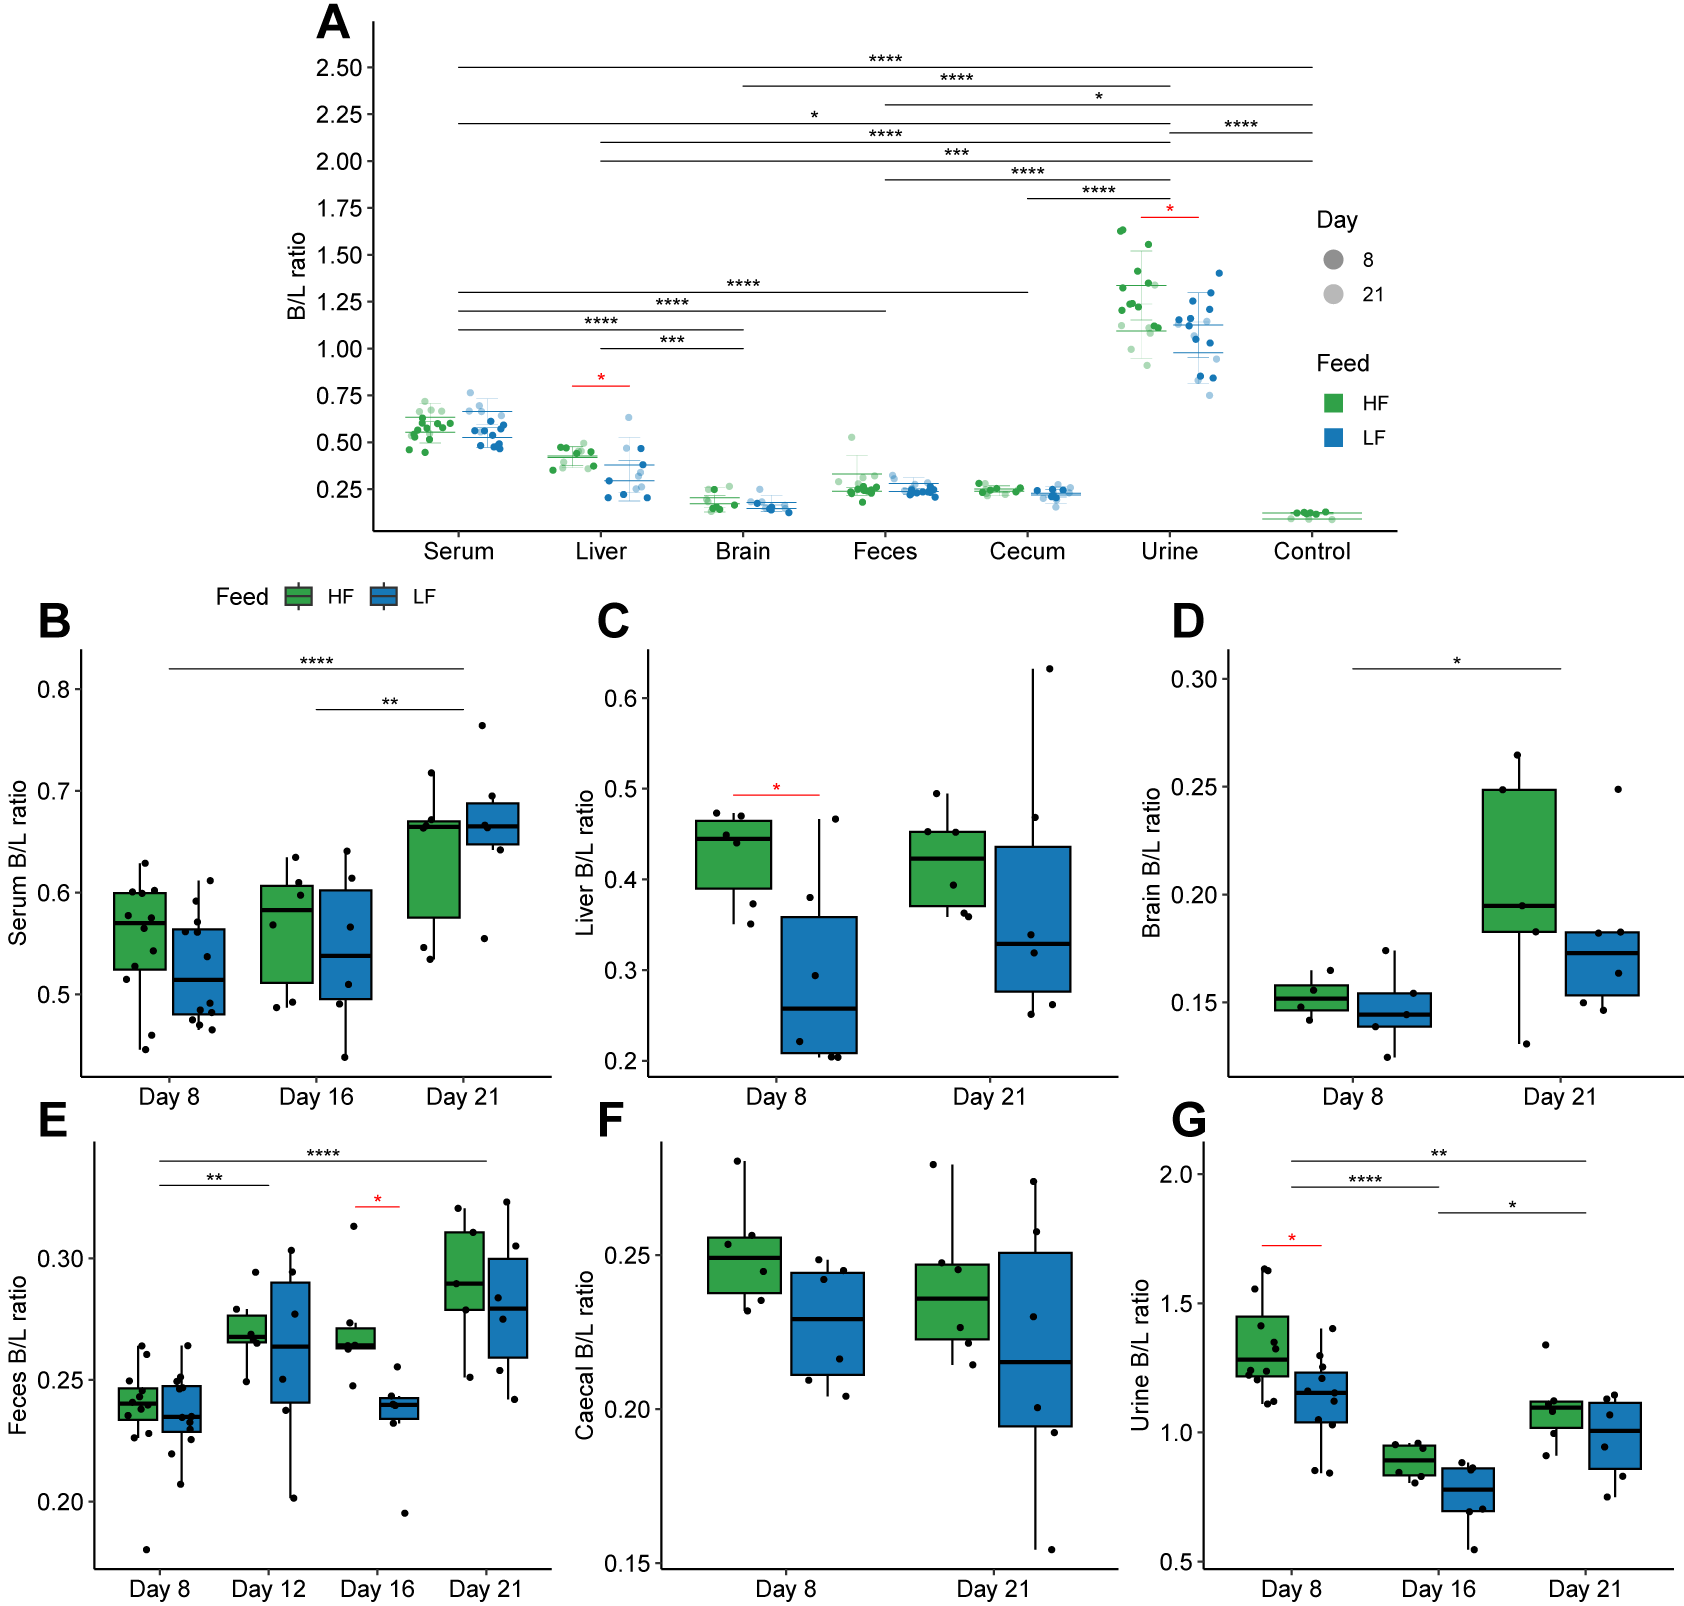 A
B/L ratio
2.50
2.25
2.00
1.75
1.50
1.25
1.00
0.75
0.50
0.25
****
****
*
*
****
****
***
****
****
*
****
****
****
***
*
Serum Liver Brain Feces Cecum Urine Control
Day
8
21
Feed
HF
LF
Feed HF LF
B
Serum B/L ratio
0.8
0.7
0.6
0.5
****
**
Day 8 Day 16 Day 21
C
Liver B/L ratio
0.6
0.5
0.4
0.3
0.2
*
Day 8 Day 21
D
Brain B/L ratio
0.30
0.25
0.20
0.15
*
Day 8 Day 21
E
Feces B/L ratio
0.30
0.25
0.20
****
**
*
Day 8 Day 12 Day 16 Day 21
F
Caecal B/L ratio
0.25
0.20
0.15
Day 8 Day 21
G
Urine B/L ratio
2.0
1.5
1.0
0.5
**
****
*
*
Day 8 Day 16 Day 21